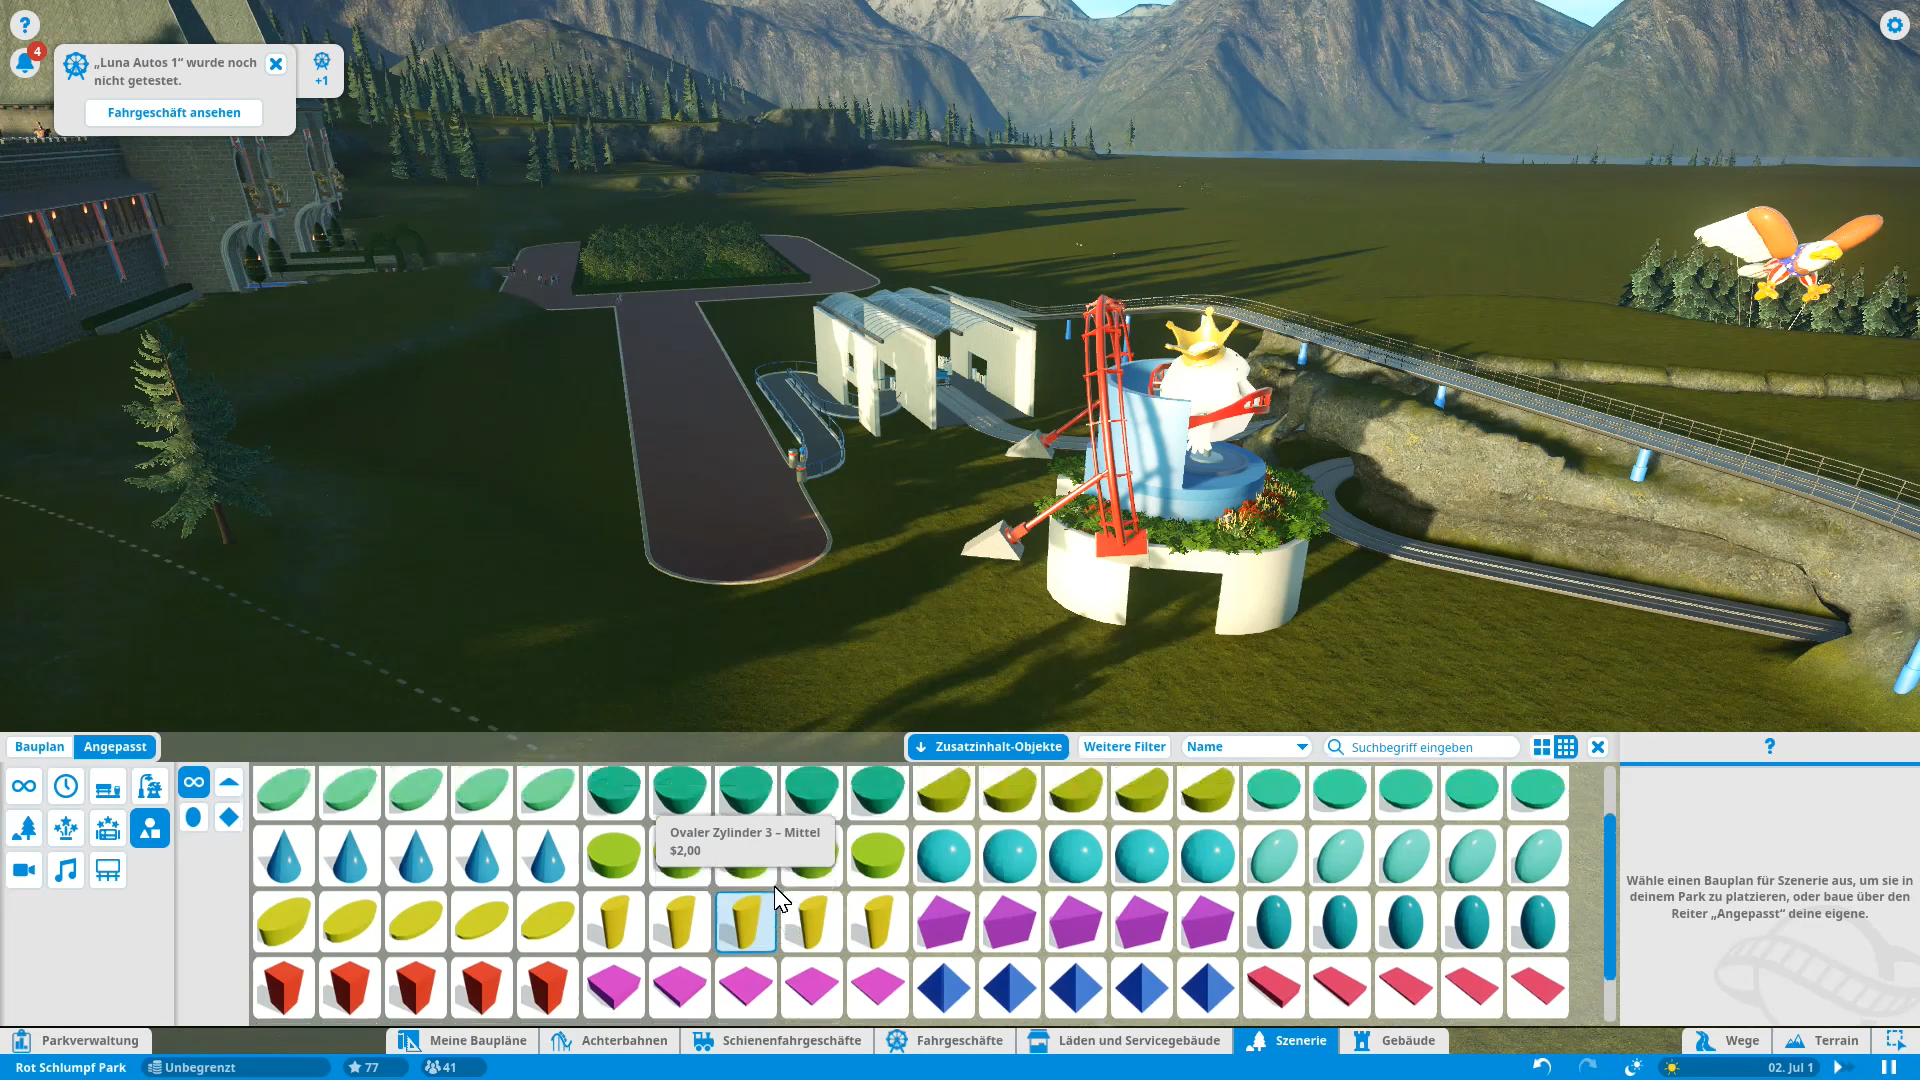 ?
4
„Luna Autos 1“ wurde noch
nicht getestet.
+1
Fahrgeschäft ansehen
Bauplan
Angepasst
Zusatzinhalt-Objekte
Weitere Filter
Name
Suchbegriff eingeben
?
Ovaler Zylinder 3 – Mittel
$2,00
Wähle einen Bauplan für Szenerie aus, um sie in
deinem Park zu platzieren, oder baue über den
Reiter „Angepasst“ deine eigene.
Parkverwaltung
Meine Baupläne
Achterbahnen
Schienenfahrgeschäfte
Fahrgeschäfte
Läden und Servicegebäude
Szenerie
Gebäude
Wege
Terrain
Rot Schlumpf Park
Unbegrenzt
77
41
02. Jul 1